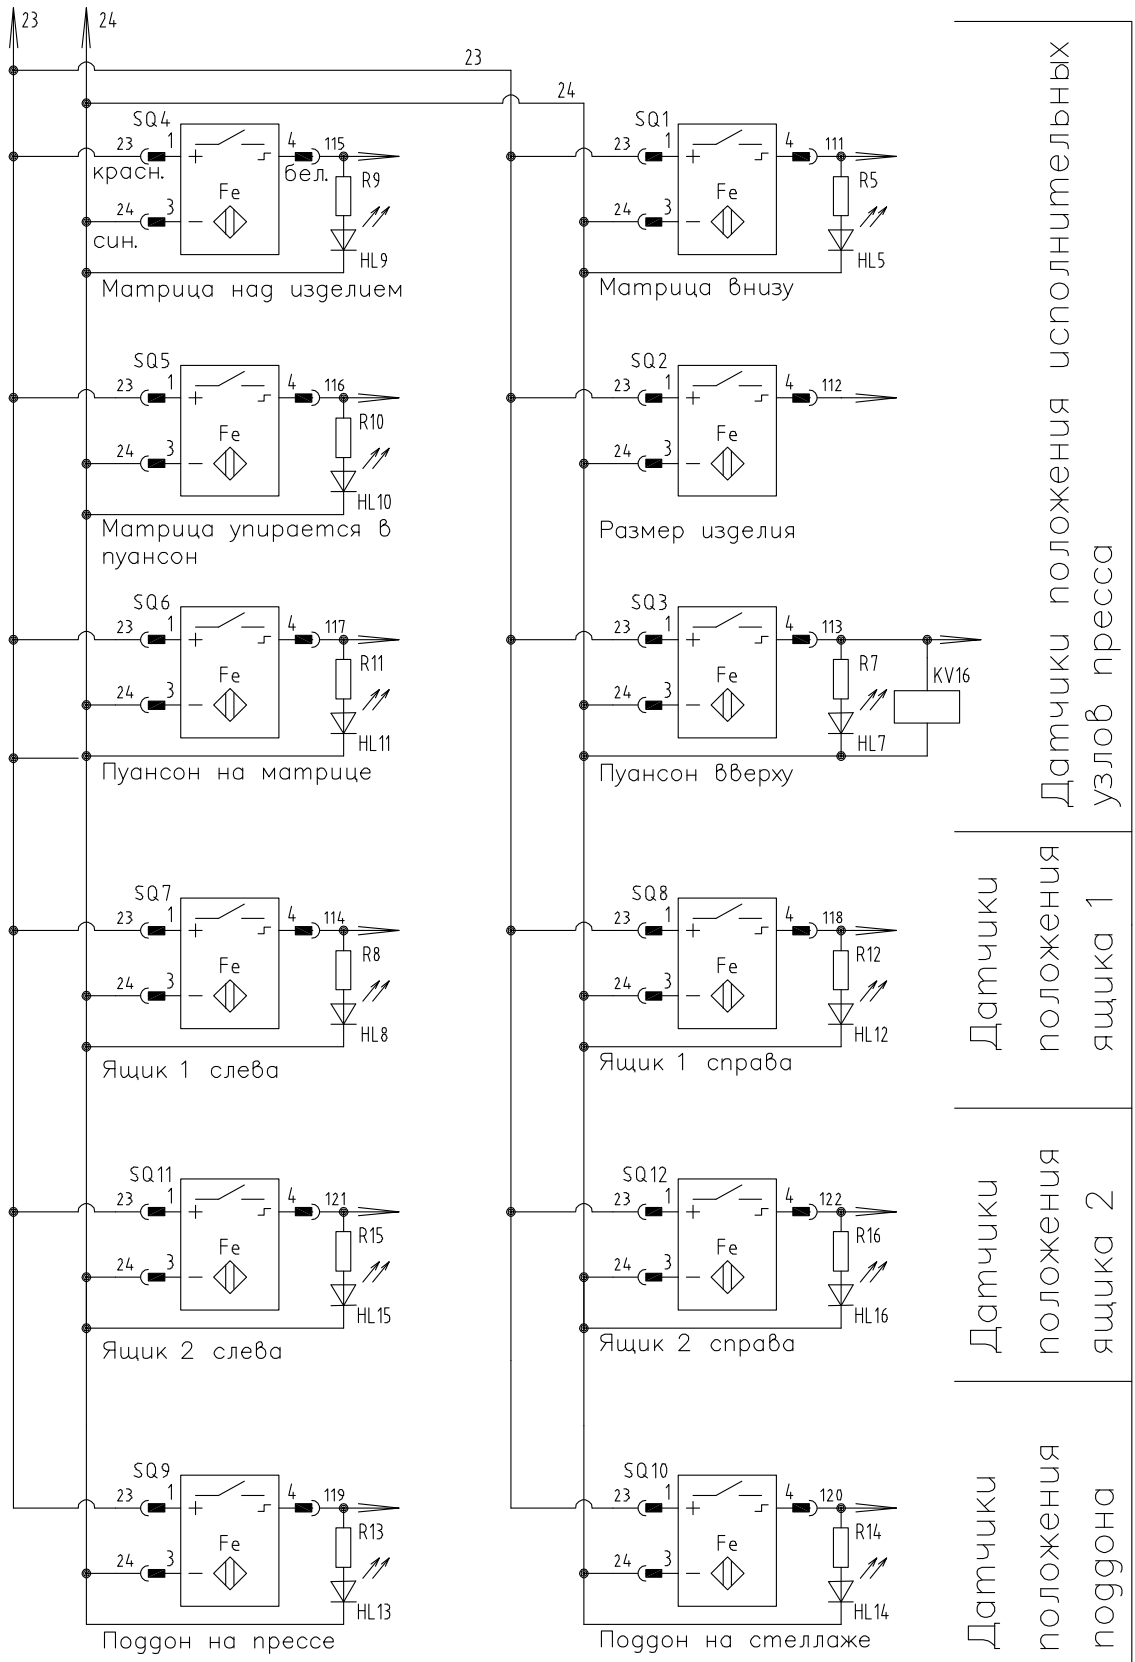 23
24
23
24
SQ4
23
1
4
115
красн.
бел.
R9
Fe
24
3
син.
HL9
Матрица над изделием
SQ1
23
1
4
111
R5
Fe
24
3
HL5
Матрица внизу
SQ5
23
1
4
116
R10
Fe
24
3
HL10
Матрица упирается в
пуансон
SQ2
23
1
4
112
Fe
24
3
Размер изделия
SQ6
23
1
4
117
R11
Fe
24
3
HL11
Пуансон на матрице
SQ3
23
1
4
113
R7
KV16
Fe
24
3
HL7
Пуансон вверху
Датчики положения исполнительных
узлов пресса
SQ7
23
1
4
114
R8
Fe
24
3
HL8
Ящик 1 слева
SQ8
23
1
4
118
R12
Fe
24
3
HL12
Ящик 1 справа
Датчики
положения
ящика 1
SQ11
23
1
4
121
R15
Fe
24
3
HL15
Ящик 2 слева
SQ12
23
1
4
122
R16
Fe
24
3
HL16
Ящик 2 справа
Датчики
положения
ящика 2
SQ9
23
1
4
119
R13
Fe
24
3
HL13
Поддон на прессе
SQ10
23
1
4
120
R14
Fe
24
3
HL14
Поддон на стеллаже
Датчики
положения
поддона